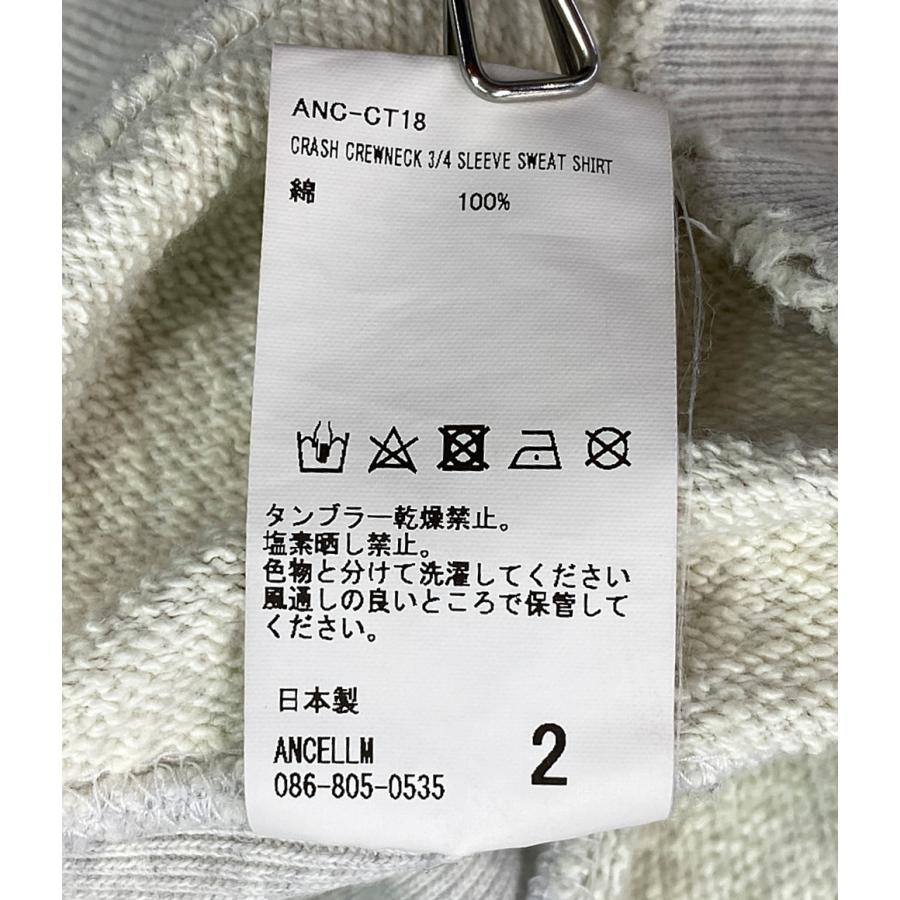 ANC-CT18
CRASH CREWNECK 3/4 SLEEVE SWEAT SHIRT
綿 100%
タンブラー乾燥禁止。
塩素晒し禁止。
色物と分けて洗濯してください
風通しの良いところで保管して
ください。
日本製
ANCELLM
086-805-0535
2